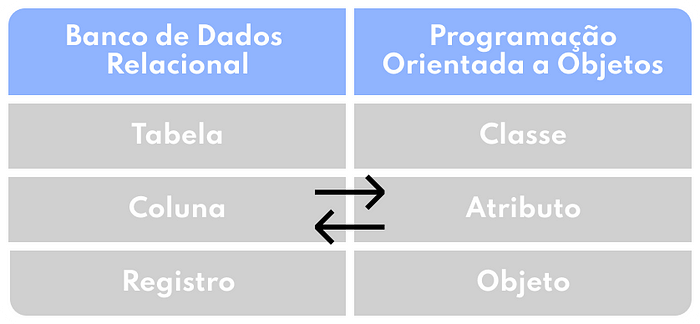 Banco de Dados
Relacional
Programação
Orientada a Objetos
Tabela
Classe
Coluna
Atributo
Registro
Objeto